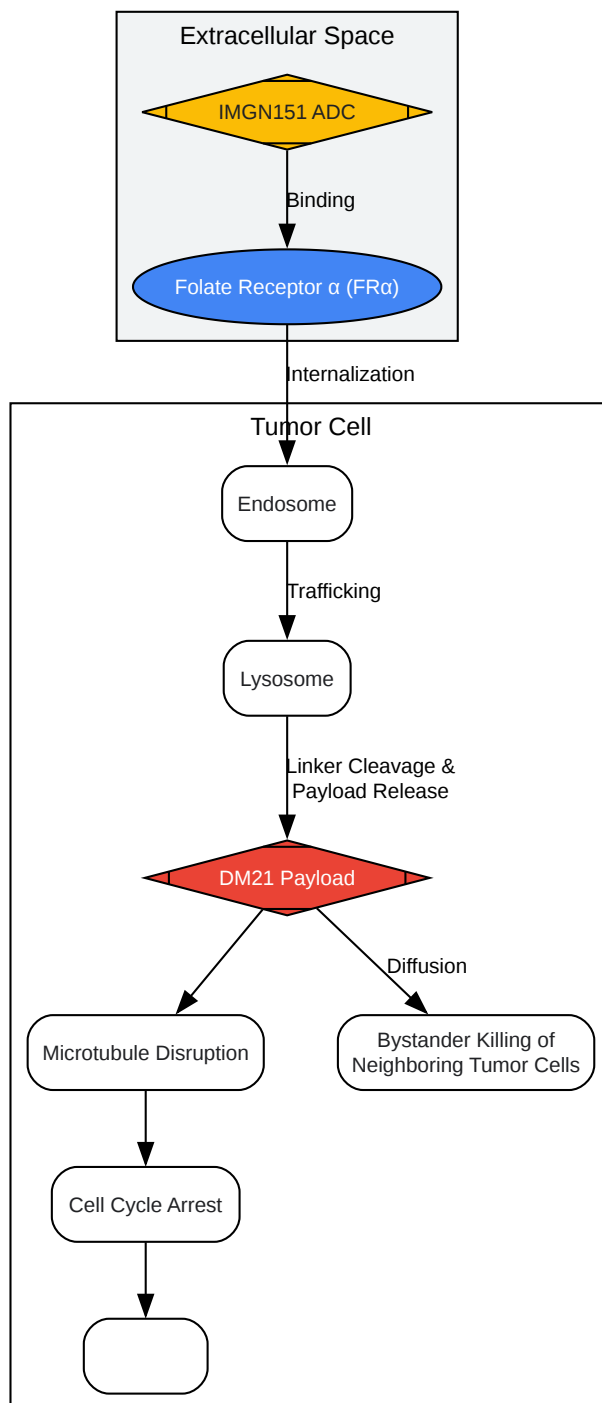 Extracellular Space
IMGN151 ADC
Binding
Folate Receptor α (FRα)
Internalization
Tumor Cell
Endosome
Trafficking
Lysosome
Linker Cleavage &
Payload Release
DM21 Payload
Diffusion
Microtubule Disruption
Bystander Killing of
Neighboring Tumor Cells
Cell Cycle Arrest